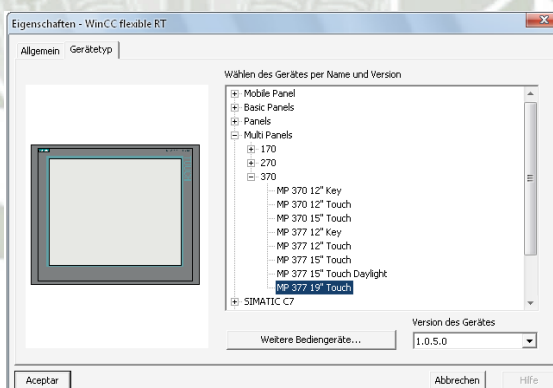 Eigenschaften - WinCC flexible RT
Allgemein
Gerätetyp
Wählen des Gerätes per Name und Version
Mobile Panel
Basic Panels
Panels
Multi Panels
170
270
370
MP 370 12" Key
MP 370 12" Touch
MP 370 15" Touch
MP 377 12" Key
MP 377 12" Touch
MP 377 15" Touch
MP 377 15" Touch Daylight
MP 377 19" Touch
SIMATIC C7
Version des Gerätes
Weitere Bediengeräte...
1.0.5.0
Aceptar
Abbrechen
Hilfe